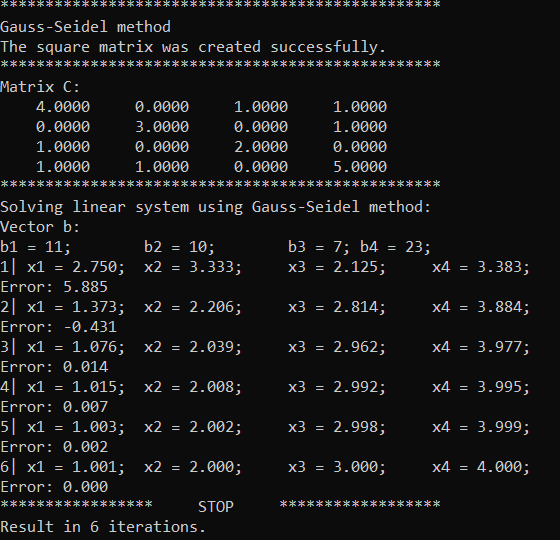 *************************************************
Gauss-Seidel method
The square matrix was created successfully.
*************************************************
Matrix C:
    4.0000     0.0000     1.0000     1.0000
    0.0000     3.0000     0.0000     1.0000
    1.0000     0.0000     2.0000     0.0000
    1.0000     1.0000     0.0000     5.0000
*************************************************
Solving linear system using Gauss-Seidel method:
Vector b:
b1 = 11;        b2 = 10;        b3 = 7; b4 = 23;
1| x1 = 2.750;  x2 = 3.333;     x3 = 2.125;     x4 = 3.383;
Error: 5.885
2| x1 = 1.373;  x2 = 2.206;     x3 = 2.814;     x4 = 3.884;
Error: -0.431
3| x1 = 1.076;  x2 = 2.039;     x3 = 2.962;     x4 = 3.977;
Error: 0.014
4| x1 = 1.015;  x2 = 2.008;     x3 = 2.992;     x4 = 3.995;
Error: 0.007
5| x1 = 1.003;  x2 = 2.002;     x3 = 2.998;     x4 = 3.999;
Error: 0.002
6| x1 = 1.001;  x2 = 2.000;     x3 = 3.000;     x4 = 4.000;
Error: 0.000
*****************     STOP     ******************
Result in 6 iterations.